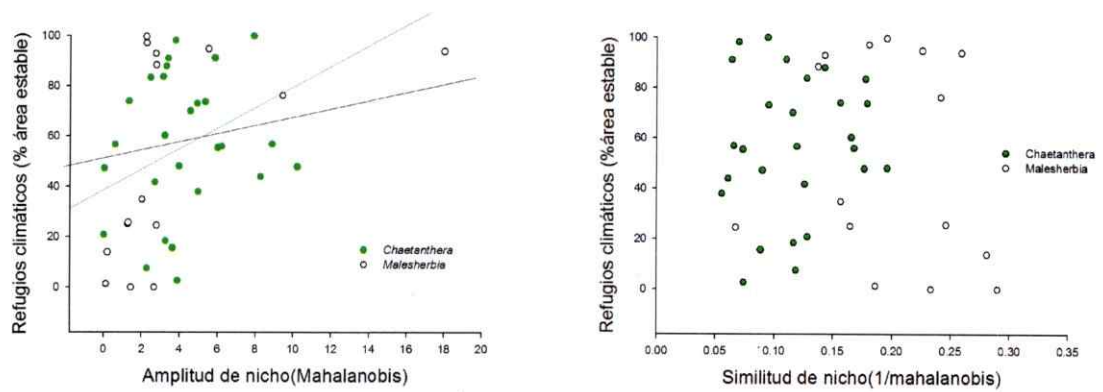 Refugios climáticos (% área estable)
100
80
60
40
20
0
Chaetanthera
Malesherbia
0 2 4 6 8 10 12 14 16 18 20
Amplitud de nicho(Mahalanobis)
Refugios climáticos (%área estable)
100
80
60
40
20
0
Chaetanthera
Malesherbia
0.00 0.05 0.10 0.15 0.20 0.25 0.30 0.35
Similitud de nicho(1/mahalanobis)